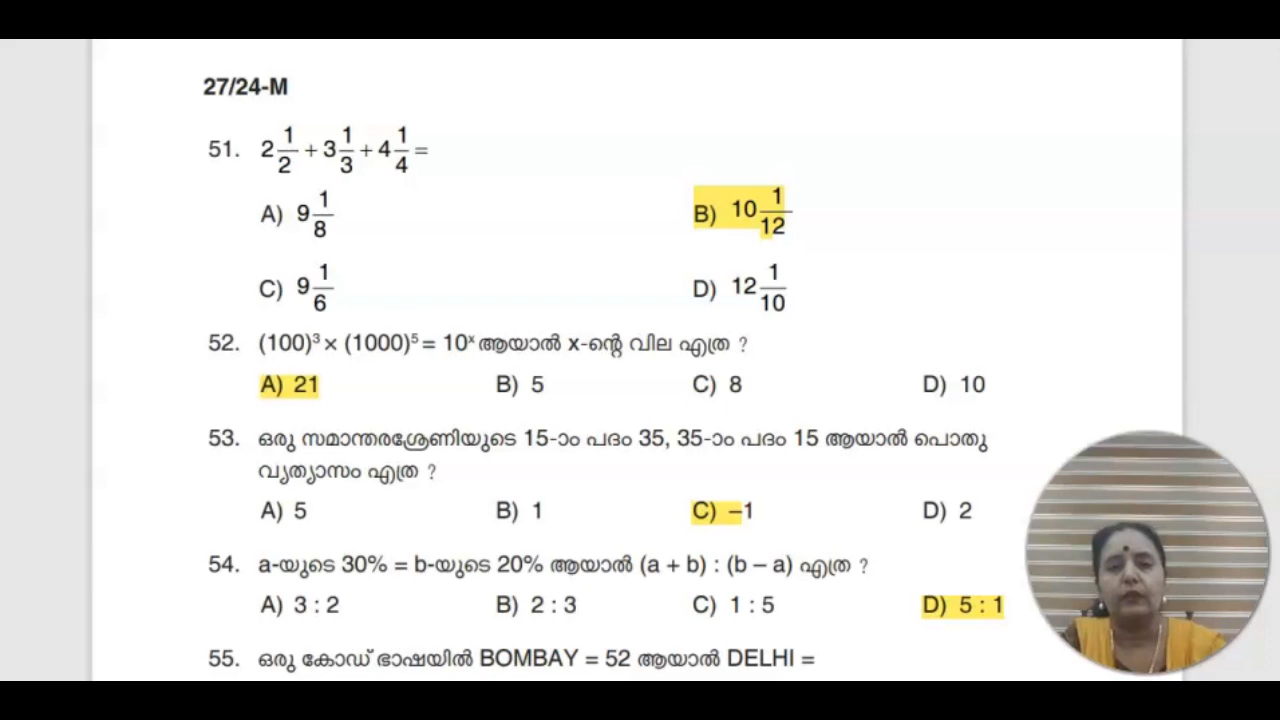 27/24-M
51. 2 1/2 + 3 1/3 + 4 1/4 =
A) 9 1/8 B) 10 1/12
C) 9 1/6 D) 12 1/10
52. (100)³ × (1000)⁵ = 10ˣ ആയാൽ x-ന്റെ വില എത്ര ?
A) 21 B) 5 C) 8 D) 10
53. ഒരു സമാന്തരശ്രേണിയുടെ 15-ാം പദം 35, 35-ാം പദം 15 ആയാൽ പൊതു
വ്യത്യാസം എത്ര ?
A) 5 B) 1 C) –1 D) 2
54. a-യുടെ 30% = b-യുടെ 20% ആയാൽ (a + b) : (b – a) എത്ര ?
A) 3 : 2 B) 2 : 3 C) 1 : 5 D) 5 : 1
55. ഒരു കോഡ് ഭാഷയിൽ BOMBAY = 52 ആയാൽ DELHI =